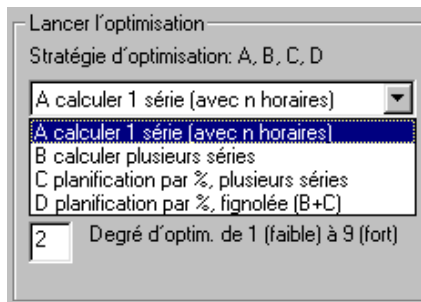 Lancer l'optimisation
Stratégie d'optimisation: A, B, C, D
A calculer 1 série (avec n horaires)
A calculer 1 série (avec n horaires)
B calculer plusieurs séries
C planification par %, plusieurs séries
D planification par %, fignolée (B+C)
2 Degré d'optim. de 1 (faible) à 9 (fort)